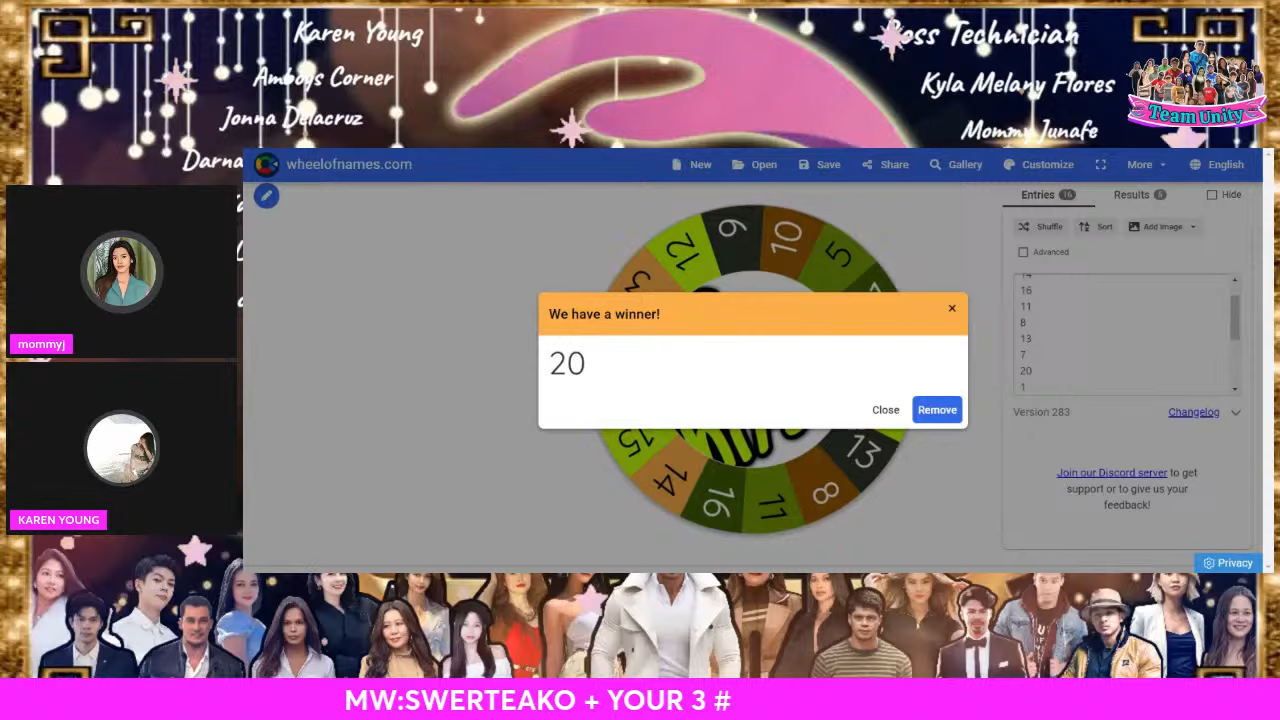 Karen Young
Amboys Corner
Jonna Delacruz
Darna
Boss Technician
Kyla Melany Flores
Mommy Junafe
Team Unity
wheelofnames.com
New
Open
Save
Share
Gallery
Customize
More
English
Entries 16
Results 5
Hide
Shuffle
Sort
Add image
Advanced
14
16
11
8
13
7
20
1
Version 283
Changelog
Join our Discord server to get
support or to give us your
feedback!
Privacy
3
12
9
10
5
7
We have a winner!
20
Close
Remove
15
14
16
11
8
13
mommyj
KAREN YOUNG
MW:SWERTEAKO + YOUR 3 #